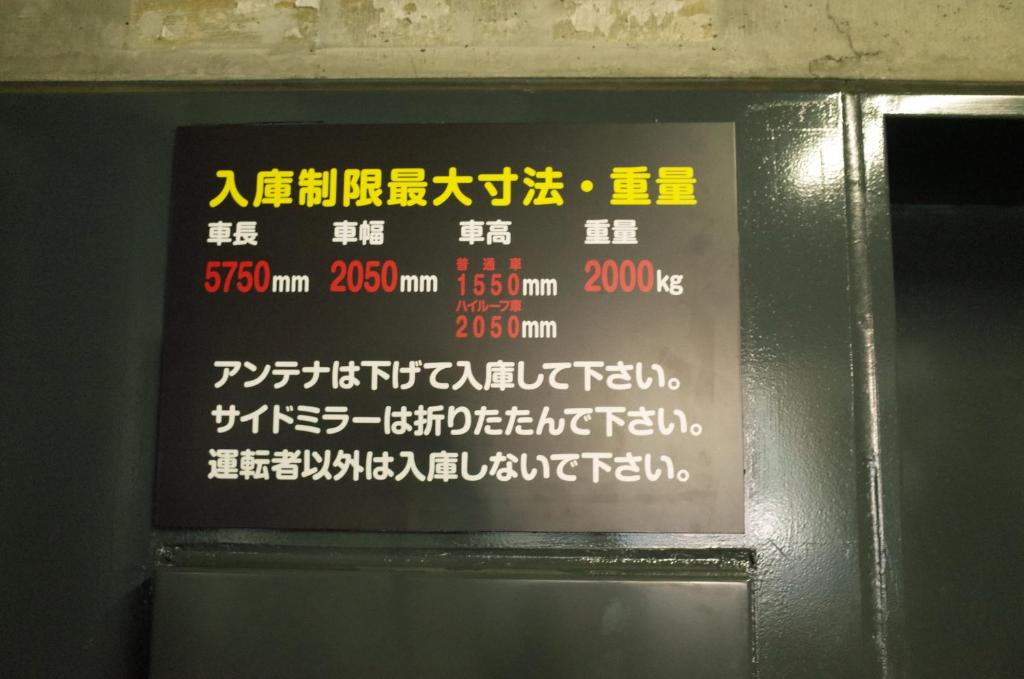 入庫制限最大寸法・重量
車長 車幅 車高 重量
5750mm 2050mm 普通車 1550mm 2000kg
ハイルーフ車
2050mm
アンテナは下げて入庫して下さい。
サイドミラーは折りたたんで下さい。
運転者以外は入庫しないで下さい。